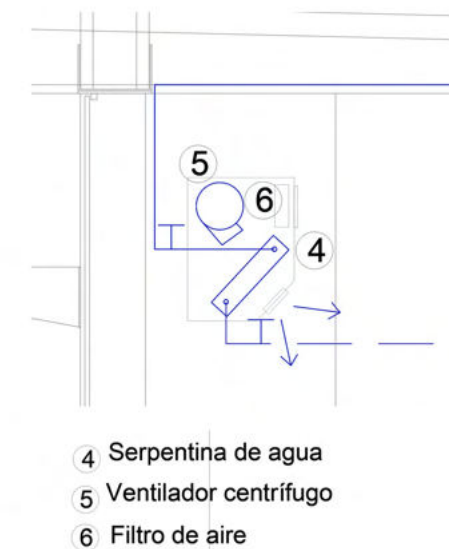 5
6
4
4 Serpentina de agua
5 Ventilador centrífugo
6 Filtro de aire